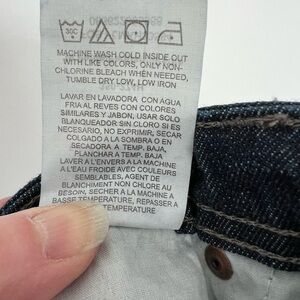 30C
MACHINE WASH COLD INSIDE OUT
WITH LIKE COLORS, ONLY NON-
CHLORINE BLEACH WHEN NEEDED,
TUMBLE DRY LOW, LOW IRON
LAVAR EN LAVADORA CON AGUA
FRIA AL REVES CON COLORES
SIMILARES Y JABON, USAR SOLO
BLANQUEADOR SIN CLORO SI ES
NECESARIO, NO EXPRIMIR, SECAR
COLGADO A LA SOMBRA O EN
SECADORA A TEMP. BAJA,
PLANCHAR A TEMP. BAJA
LAVER A L'ENVERS A LA MACHINE
A L'EAU FROIDE AVEC COULEURS
SEMBLABLES, AGENT DE
BLANCHIMENT NON CHLORE AU
BESOIN, SÉCHER A LA MACHINE A
BASSE TEMPERATURE, REPASSER A
TEMPERATURE